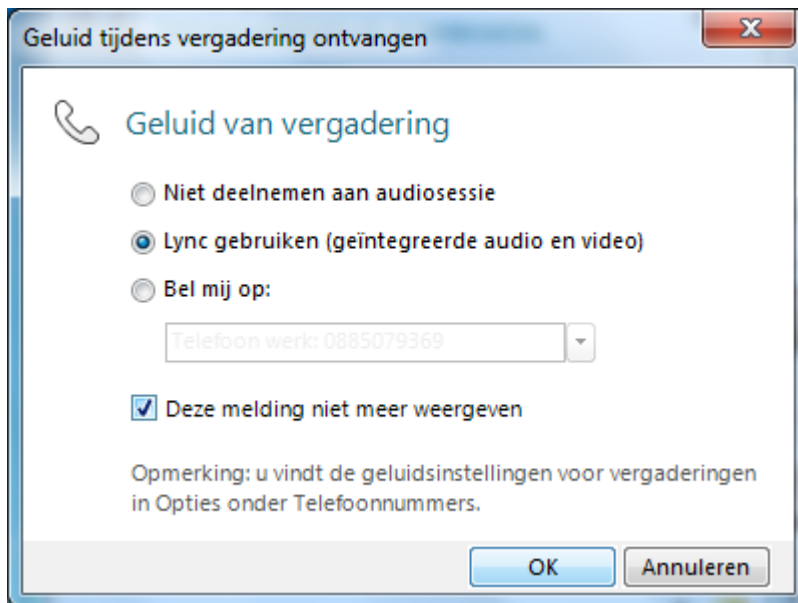 Geluid tijdens vergadering ontvangen
Geluid van vergadering
Niet deelnemen aan audiosessie
Lync gebruiken (geïntegreerde audio en video)
Bel mij op:
Telefoon werk: 0885079369
Deze melding niet meer weergeven
Opmerking: u vindt de geluidsinstellingen voor vergaderingen
in Opties onder Telefoonnummers.
OK Annuleren